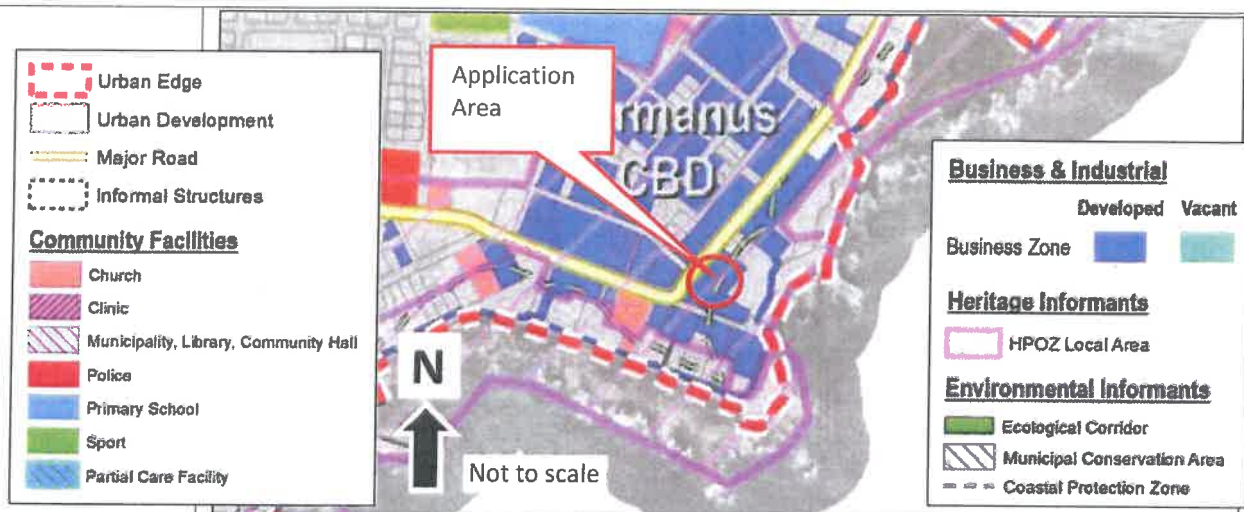 Urban Edge
Urban Development
Major Road
Informal Structures
Community Facilities
Church
Clinic
Municipality, Library, Community Hall
Police
Primary School
Sport
Partial Care Facility
Application
Area
rmanus
CBD
N
Not to scale
Business & Industrial
Developed Vacant
Business Zone
Heritage Informants
HPOZ Local Area
Environmental Informants
Ecological Corridor
Municipal Conservation Area
Coastal Protection Zone